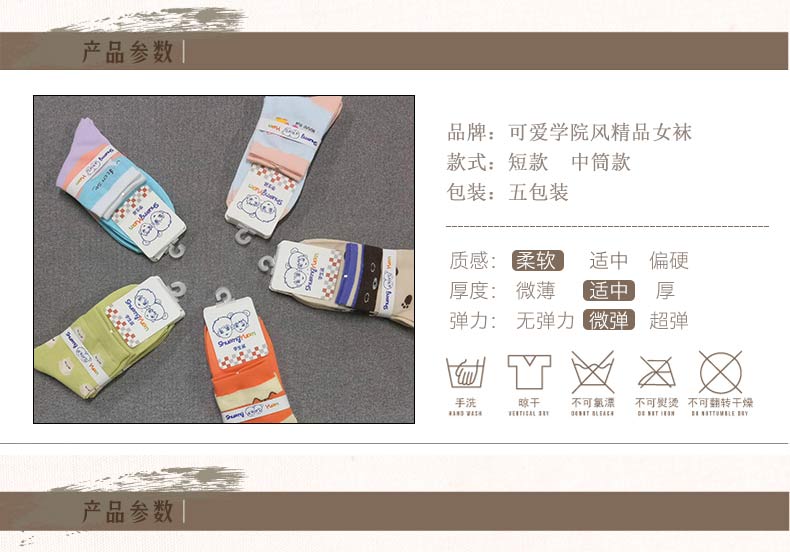 产品参数
品牌：可爱学院风精品女袜
款式：短款 中筒款
包装：五包装
质感： 柔软 适中 偏硬
厚度： 微薄 适中 厚
弹力： 无弹力 微弹 超弹
手洗 晾干 不可氯漂 不可熨烫 不可翻转干燥
HAND WASH VERTICAL DRY DONOT BLEACH DO NOT IRON DO NOTTUMBLE DRY
产品参数